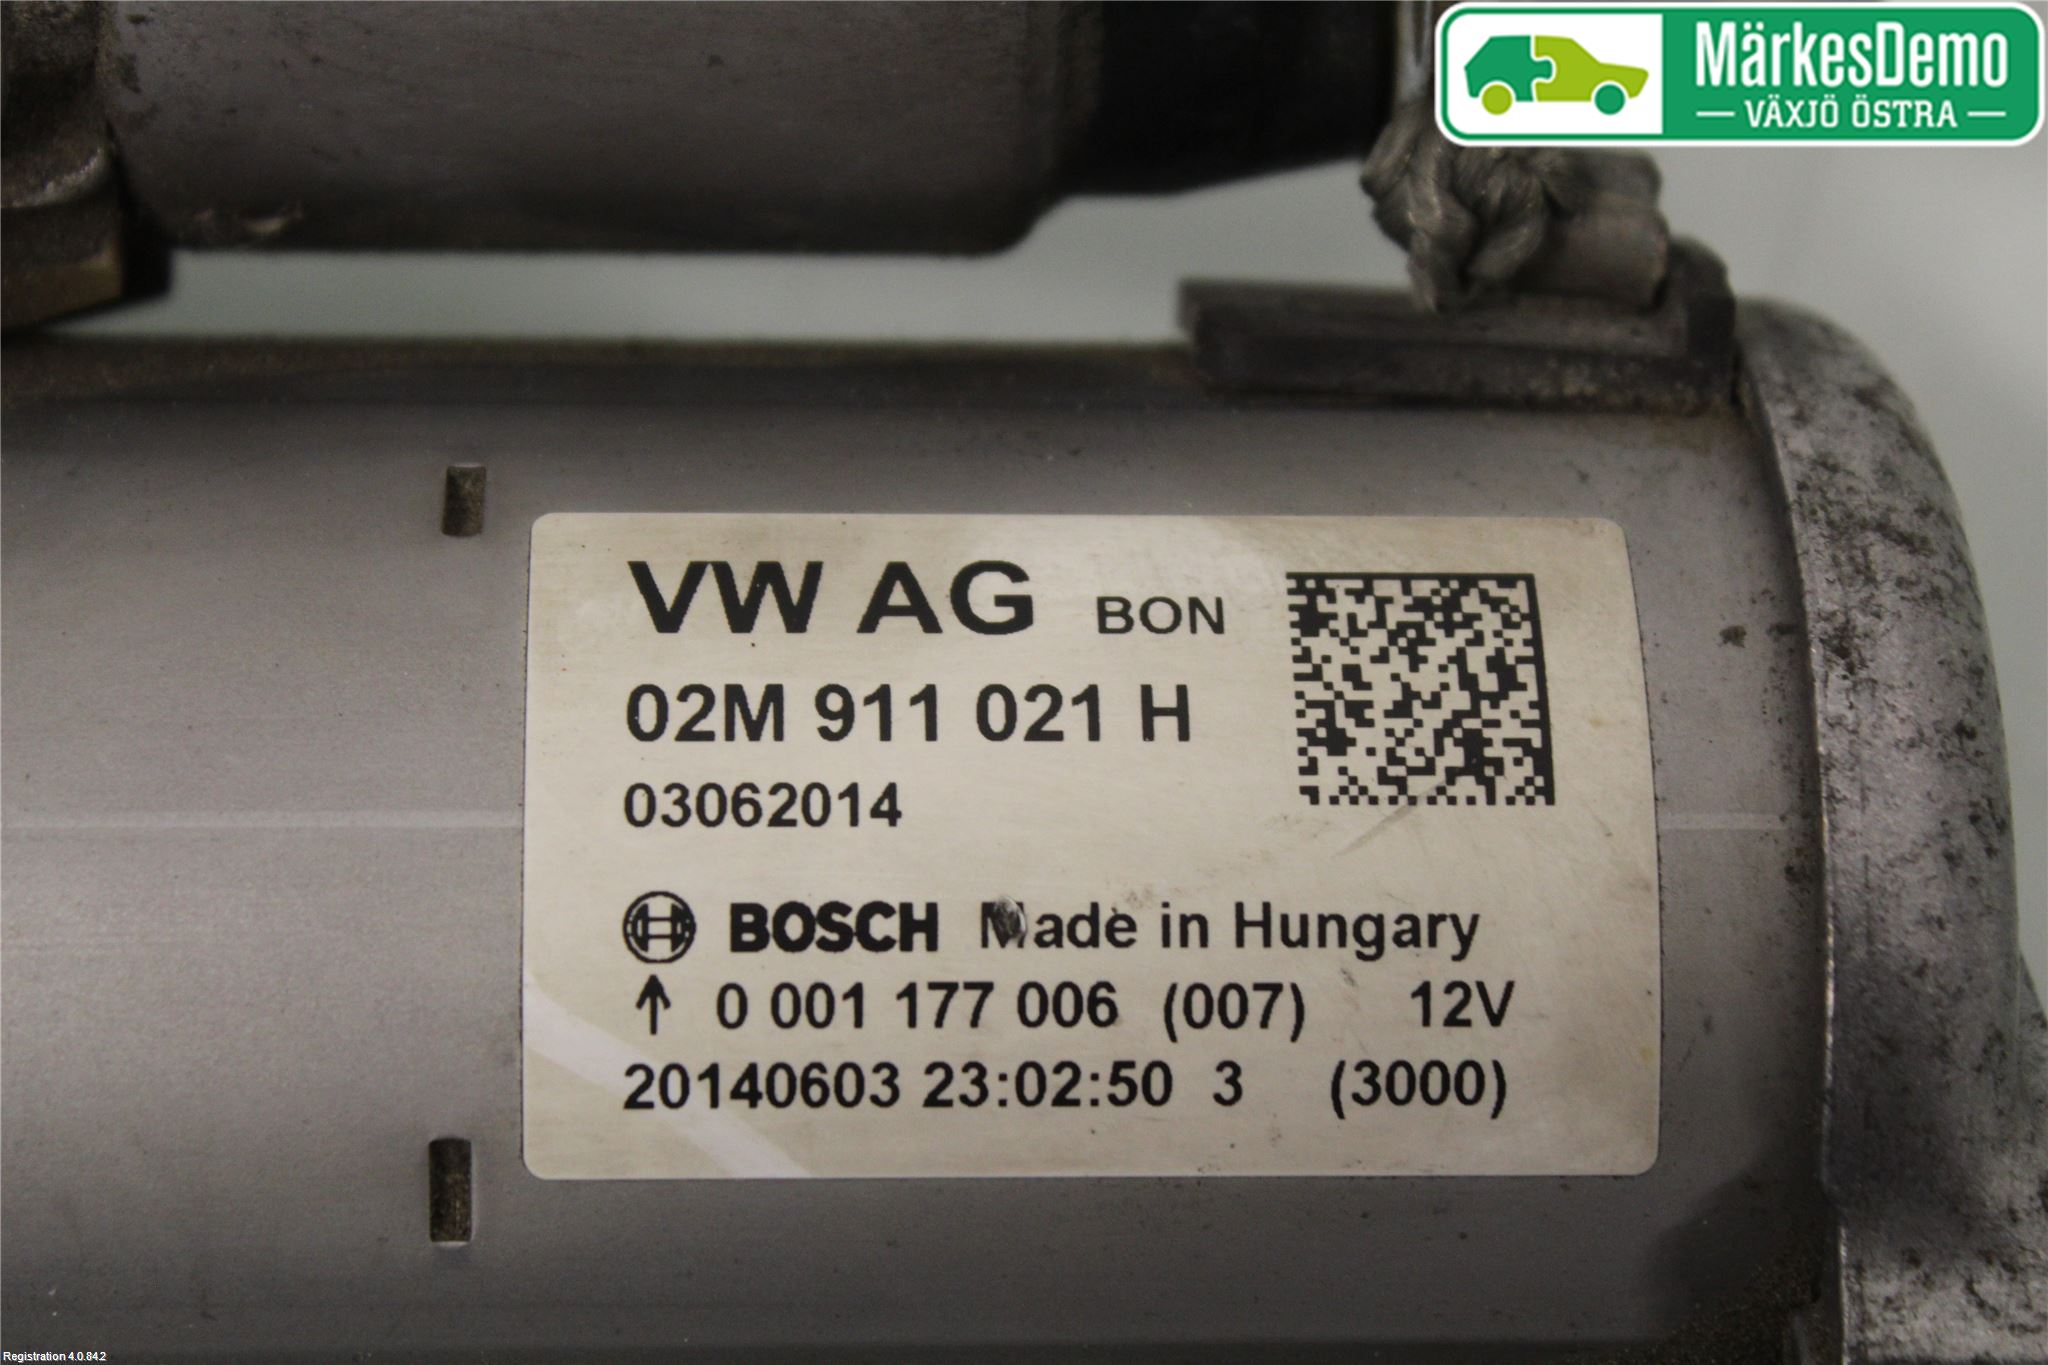 MärkesDemo
VÄXJÖ ÖSTRA
VW AG BON
02M 911 021 H
03062014
BOSCH Made in Hungary
↑ 0 001 177 006 (007) 12V
20140603 23:02:50 3 (3000)
Registration 4.0.84.2